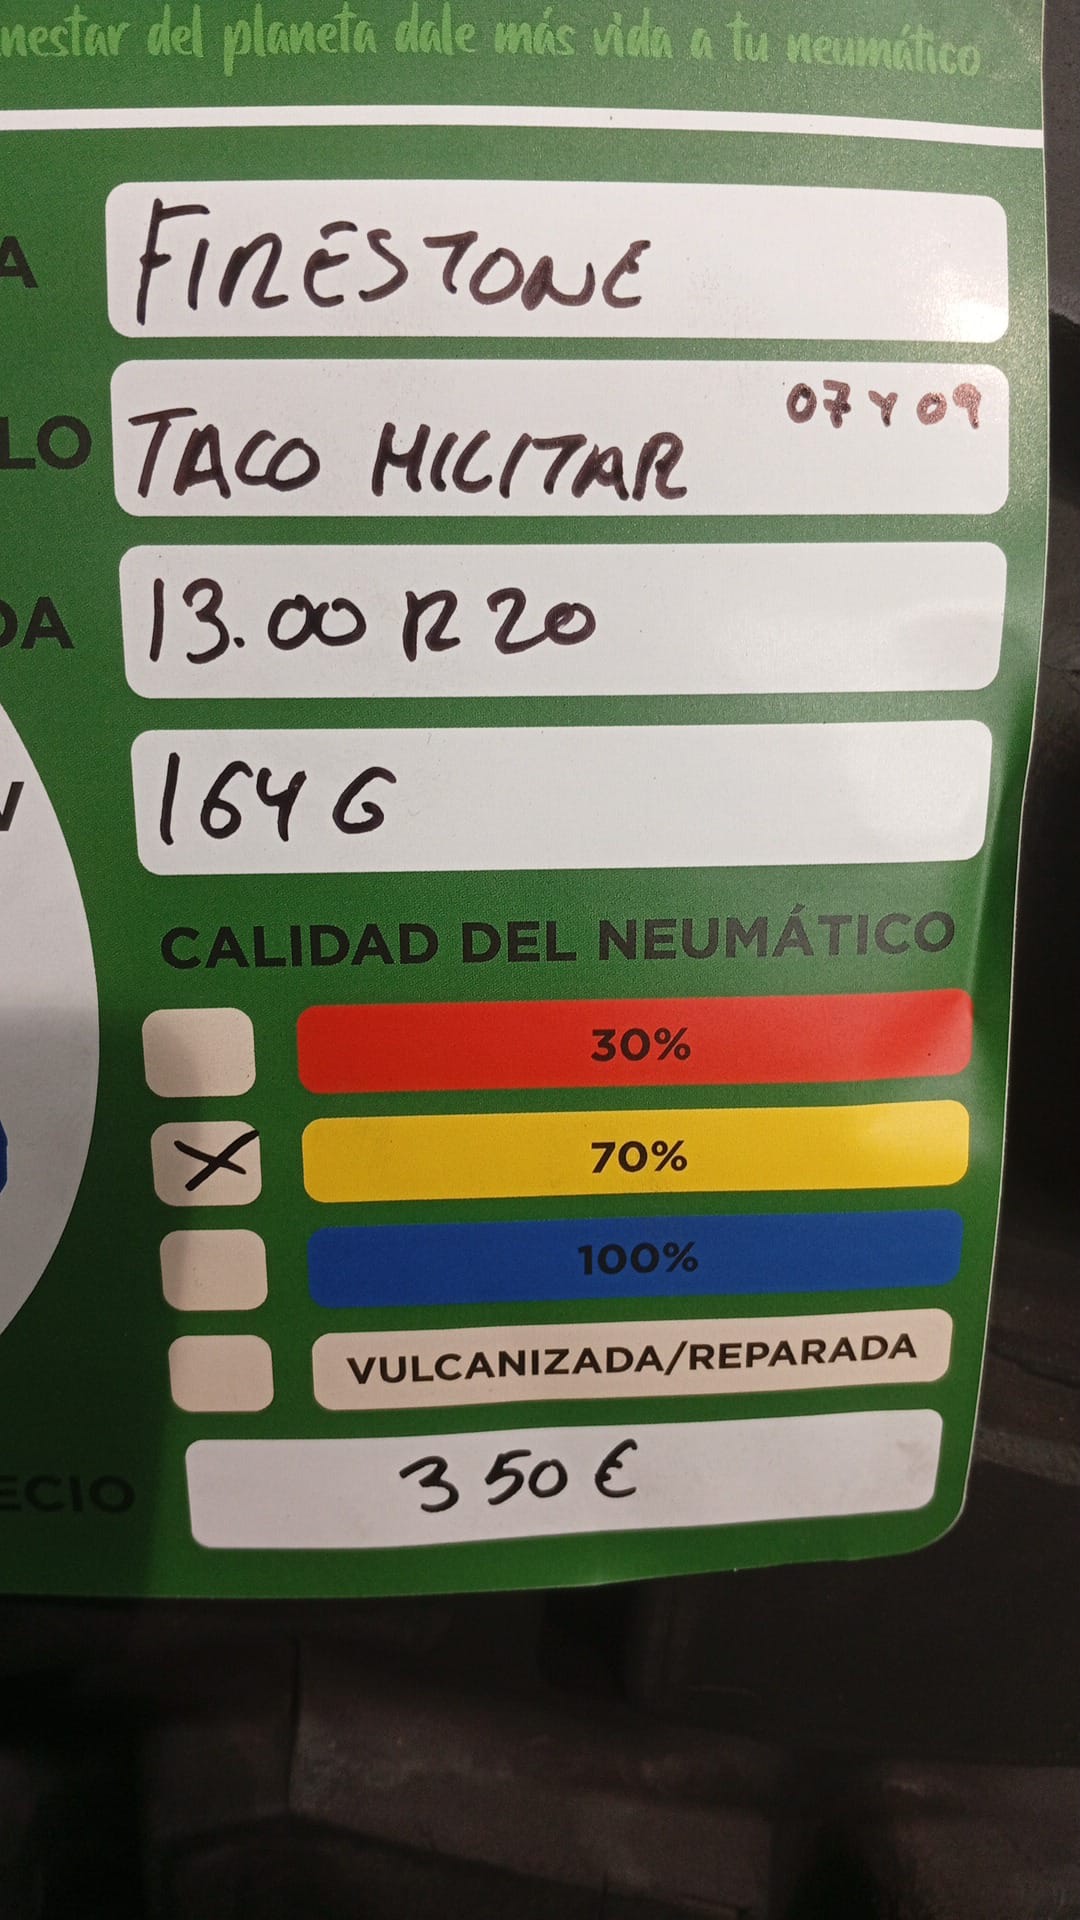 nestar del planeta dale más vida a tu neumático
A FIRESTONE
LO TACO MILITAR 07 Y 09
DA 13.00 R 20
164 G
CALIDAD DEL NEUMÁTICO
30%
X 70%
100%
VULCANIZADA/REPARADA
ECIO 350 €